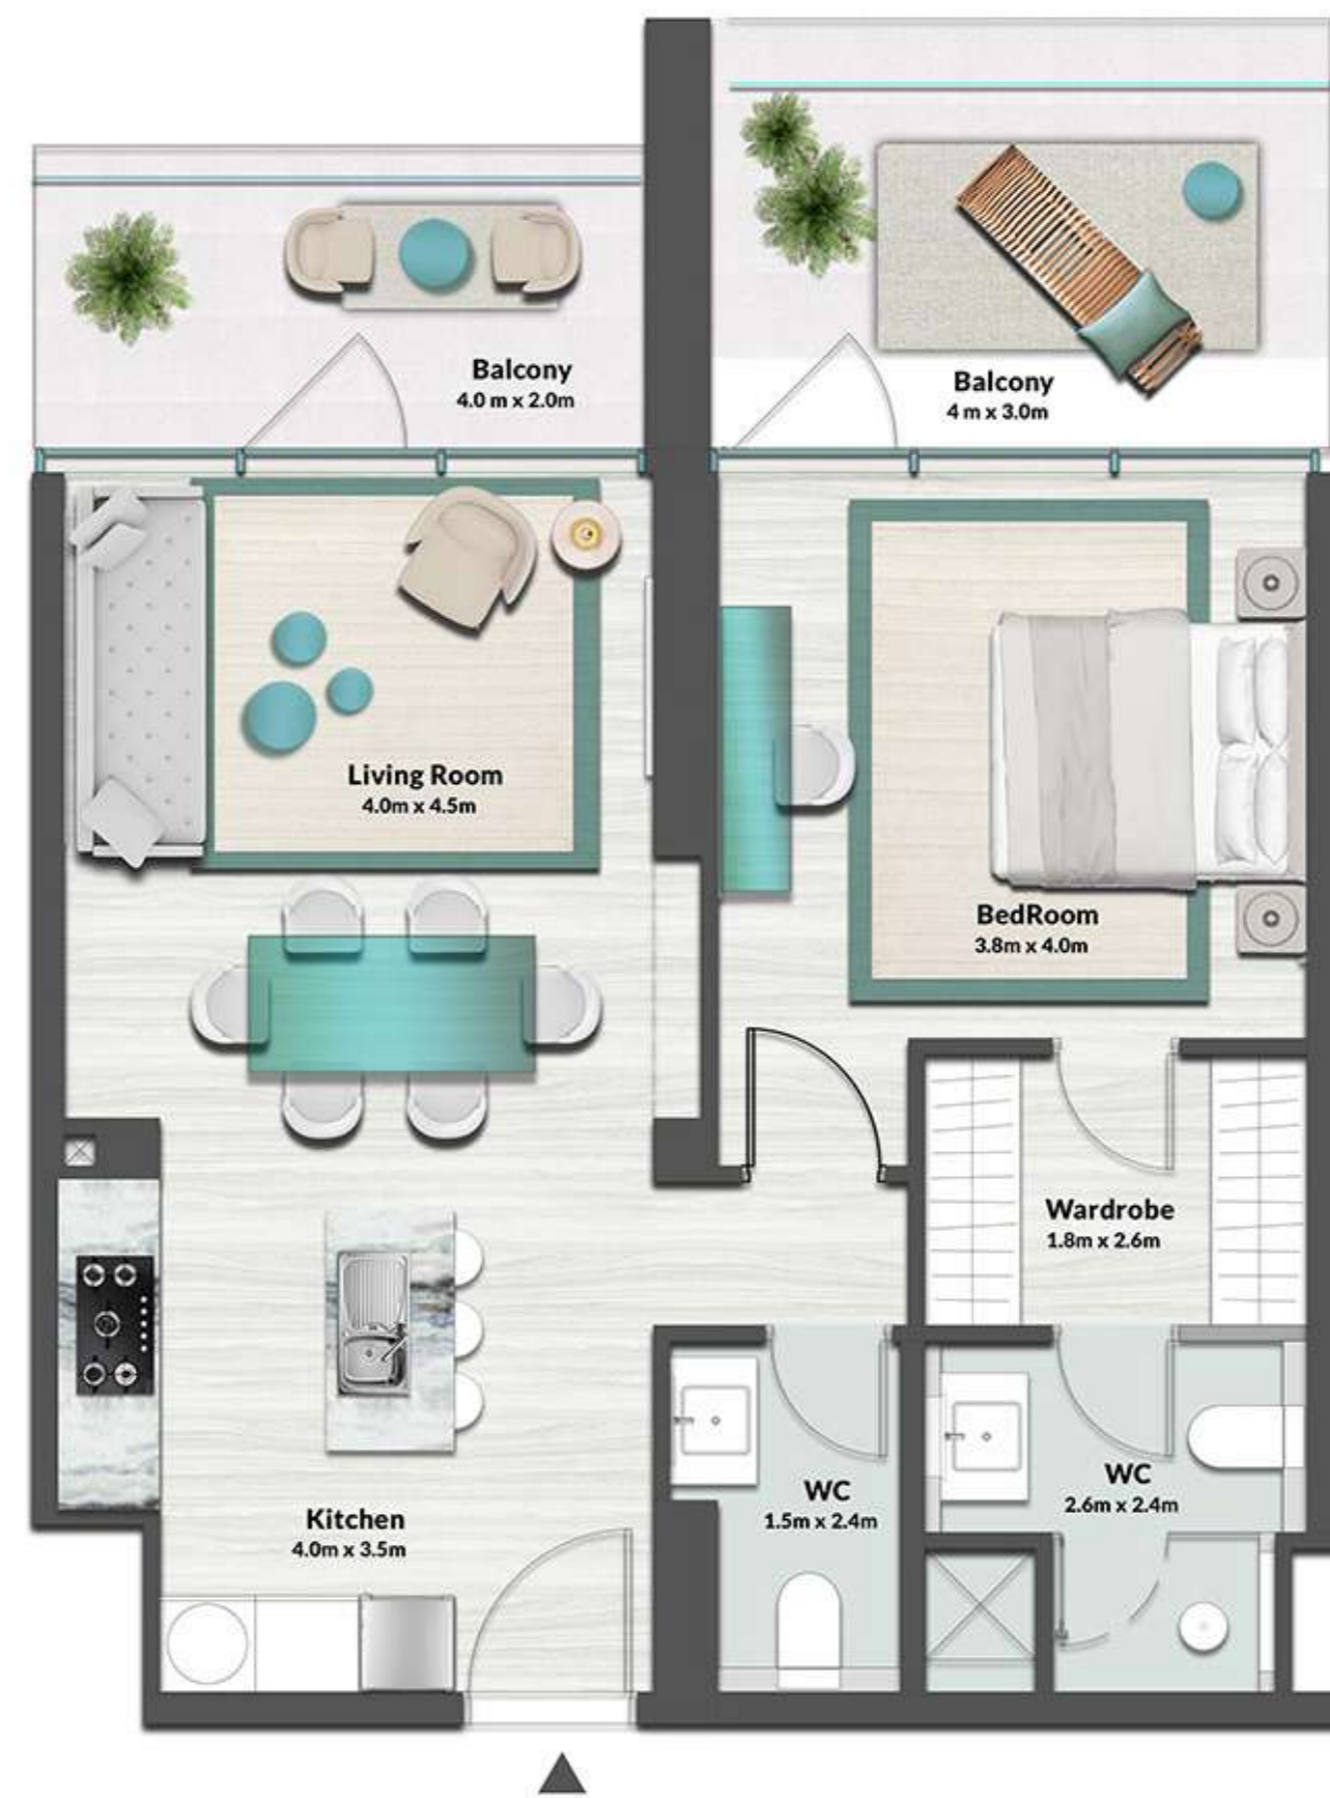 Balcony
4.0 m x 2.0m
Balcony
4 m x 3.0m
Living Room
4.0m x 4.5m
BedRoom
3.8m x 4.0m
Wardrobe
1.8m x 2.6m
WC
2.6m x 2.4m
WC
1.5m x 2.4m
Kitchen
4.0m x 3.5m